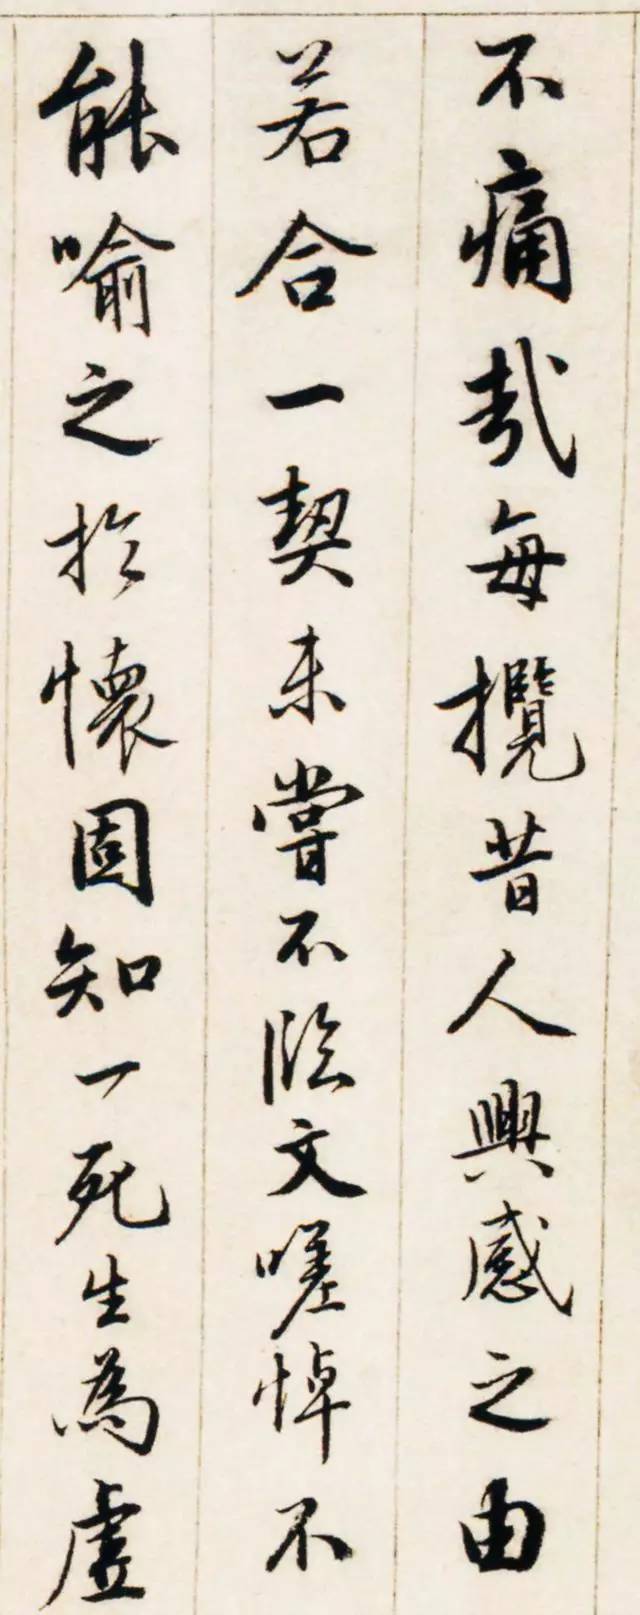 不痛哉每攬昔人興感之由
若合一契未嘗不臨文嗟悼不
能喻之於懷固知一死生為虛